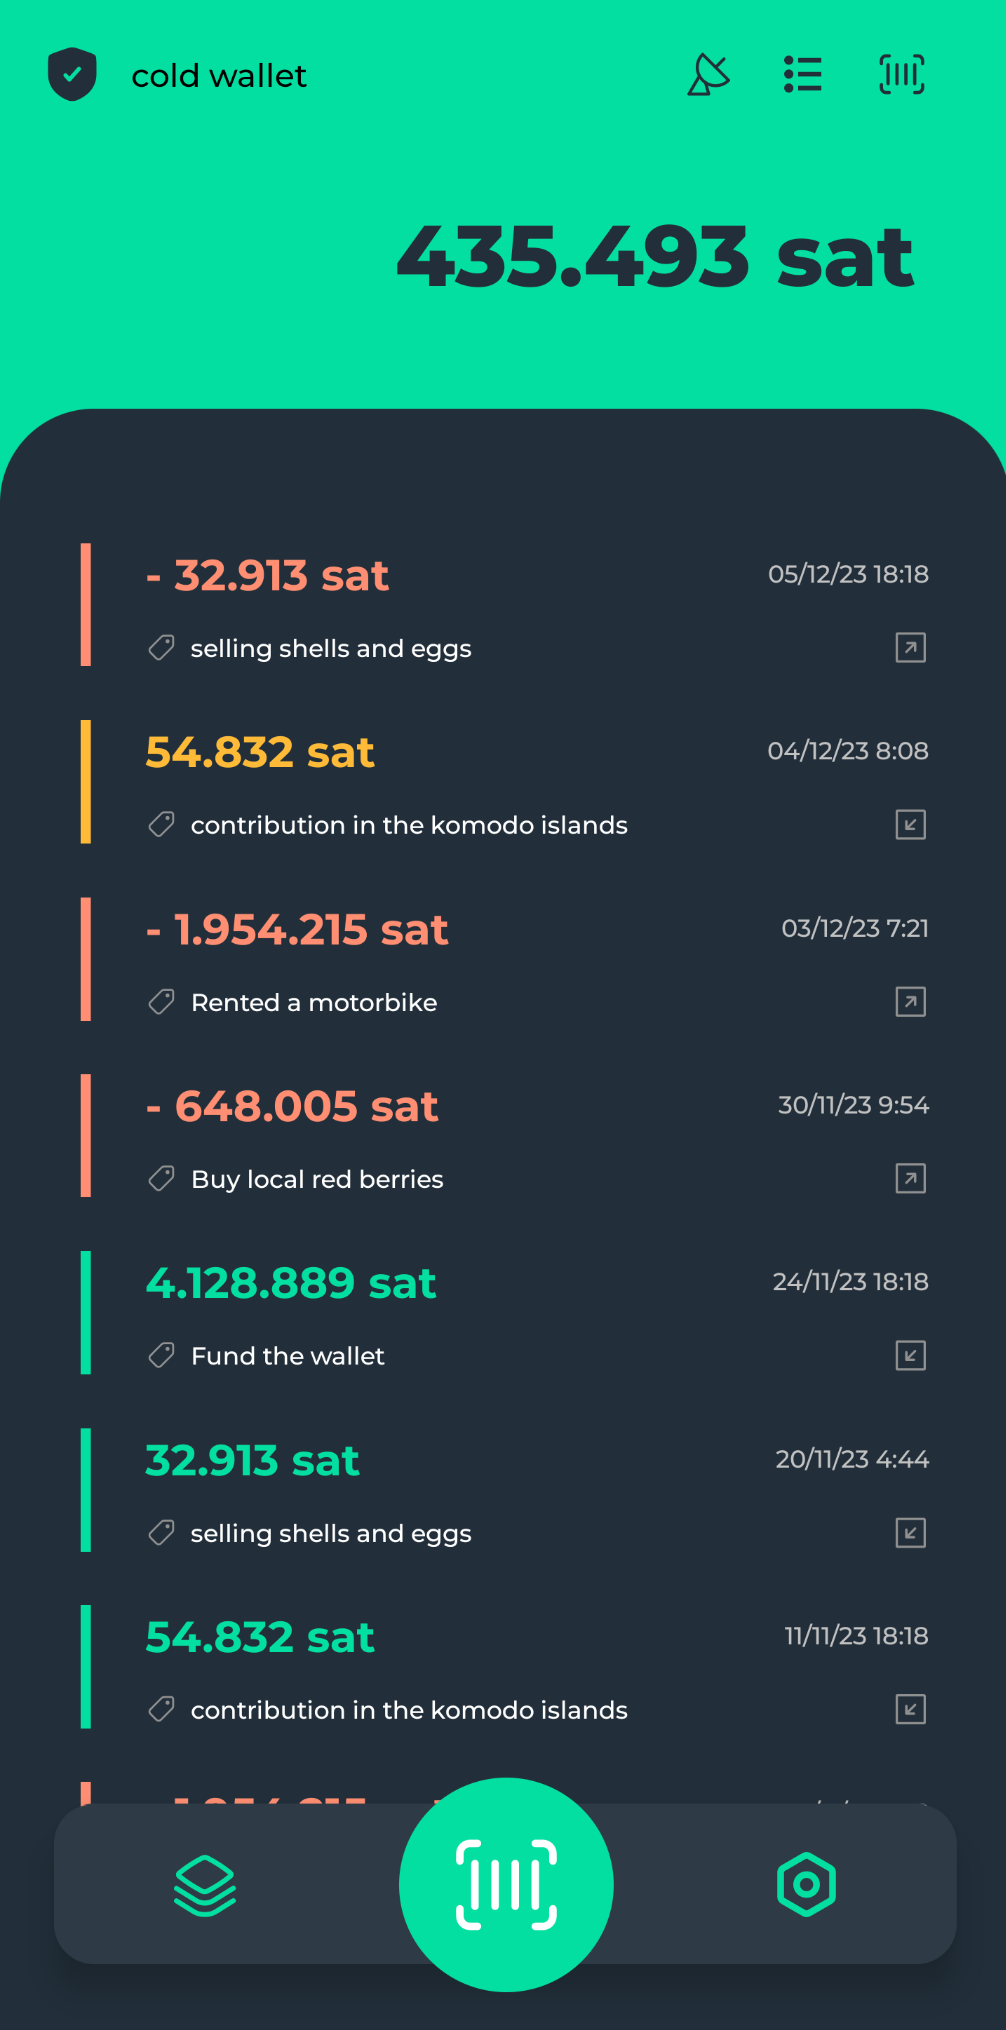 cold wallet
435.493 sat
- 32.913 sat 05/12/23 18:18
selling shells and eggs
54.832 sat 04/12/23 8:08
contribution in the komodo islands
- 1.954.215 sat 03/12/23 7:21
Rented a motorbike
- 648.005 sat 30/11/23 9:54
Buy local red berries
4.128.889 sat 24/11/23 18:18
Fund the wallet
32.913 sat 20/11/23 4:44
selling shells and eggs
54.832 sat 11/11/23 18:18
contribution in the komodo islands